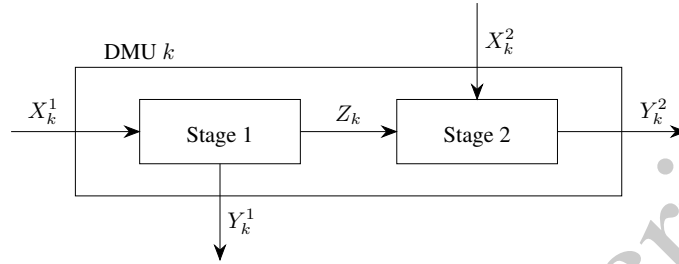 DMU k
X_k^2
X_k^1
Stage 1
Z_k
Stage 2
Y_k^2
Y_k^1